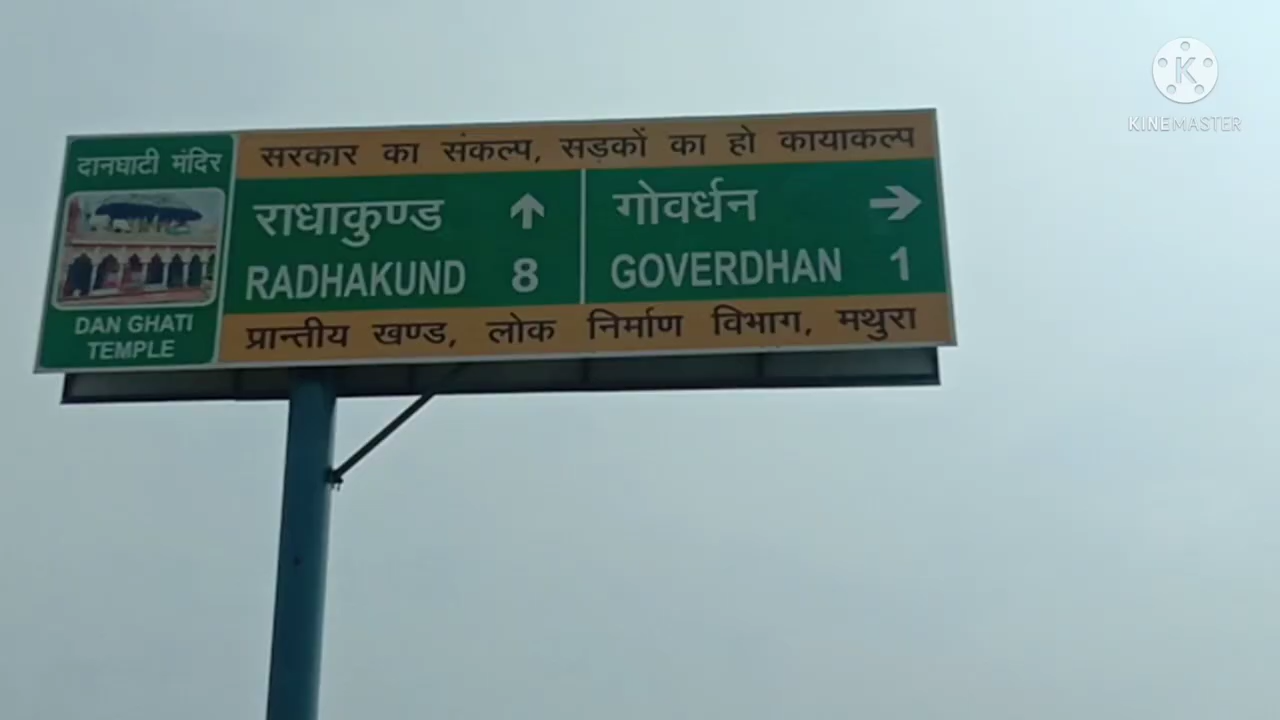 दानघाटी मंदिर
DAN GHATI
TEMPLE
सरकार का संकल्प, सड़कों का हो कायाकल्प
राधाकुण्ड
RADHAKUND 8
गोवर्धन
GOVERDHAN 1
प्रान्तीय खण्ड, लोक निर्माण विभाग, मथुरा
K
KINEMASTER